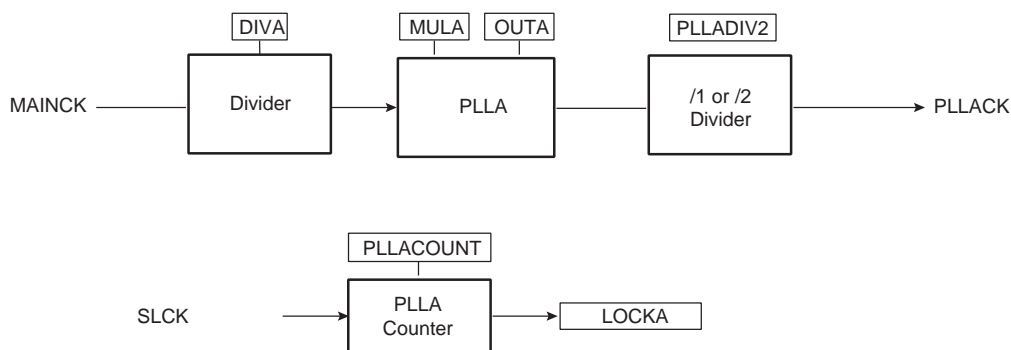 DIVA
MULA
OUTA
PLLADIV2
MAINCK
Divider
PLLA
/1 or /2
Divider
PLLACK
PLLACOUNT
SLCK
PLLA
Counter
LOCKA